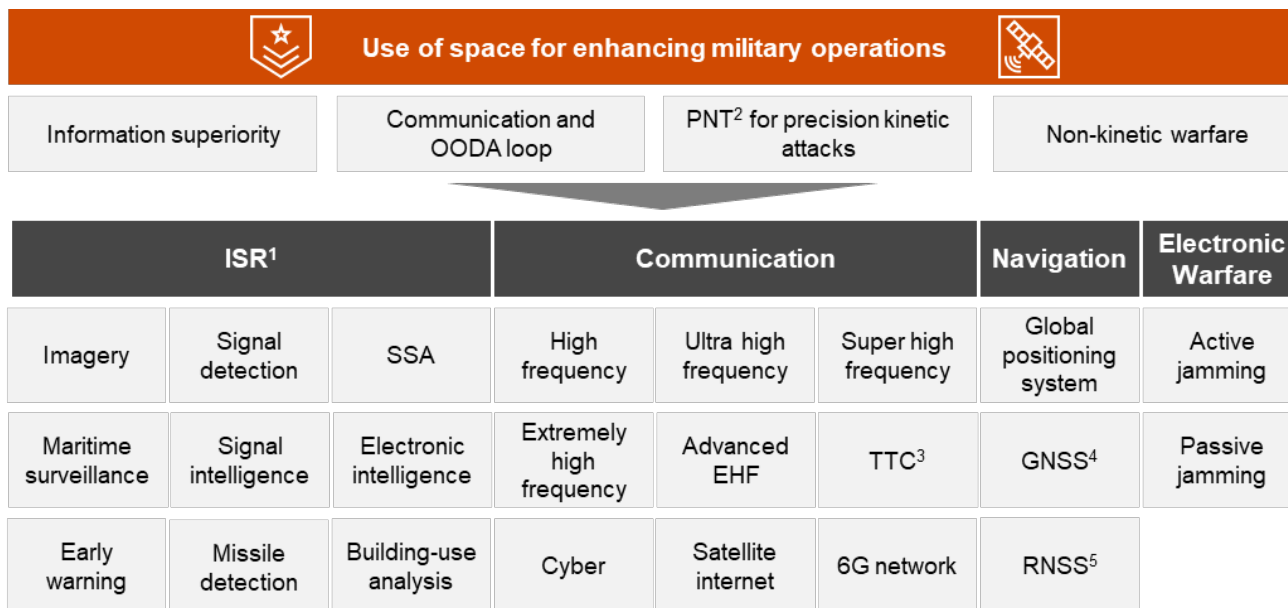 Use of space for enhancing military operations
Information superiority
Communication and
OODA loop
PNT² for precision kinetic
attacks
Non-kinetic warfare
ISR¹
Communication
Navigation
Electronic
Warfare
Imagery
Signal
detection
SSA
High
frequency
Ultra high
frequency
Super high
frequency
Global
positioning
system
Active
jamming
Maritime
surveillance
Signal
intelligence
Electronic
intelligence
Extremely
high
frequency
Advanced
EHF
TTC³
GNSS⁴
Passive
jamming
Early
warning
Missile
detection
Building-use
analysis
Cyber
Satellite
internet
6G network
RNSS⁵